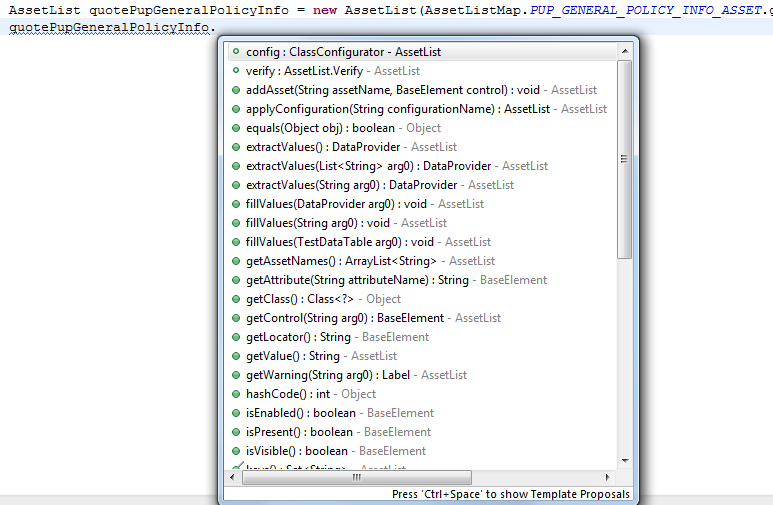 AssetList quotePupGeneralPolicyInfo = new AssetList(AssetListMap.PUP_GENERAL_POLICY_INFO_ASSET.g
quotePupGeneralPolicyInfo.
config : ClassConfigurator - AssetList
verify : AssetList.Verify - AssetList
addAsset(String assetName, BaseElement control) : void - AssetList
applyConfiguration(String configurationName) : AssetList - AssetList
equals(Object obj) : boolean - Object
extractValues() : DataProvider - AssetList
extractValues(List<String> arg0) : DataProvider - AssetList
extractValues(String arg0) : DataProvider - AssetList
fillValues(DataProvider arg0) : void - AssetList
fillValues(String arg0) : void - AssetList
fillValues(TestDataTable arg0) : void - AssetList
getAssetNames() : ArrayList<String> - AssetList
getAttribute(String attributeName) : String - BaseElement
getClass() : Class<?> - Object
getControl(String arg0) : BaseElement - AssetList
getLocator() : String - BaseElement
getValue() : String - AssetList
getWarning(String arg0) : Label - AssetList
hashCode() : int - Object
isEnabled() : boolean - BaseElement
isPresent() : boolean - BaseElement
isVisible() : boolean - BaseElement
keys() : Set<String> - AssetList
Press 'Ctrl+Space' to show Template Proposals